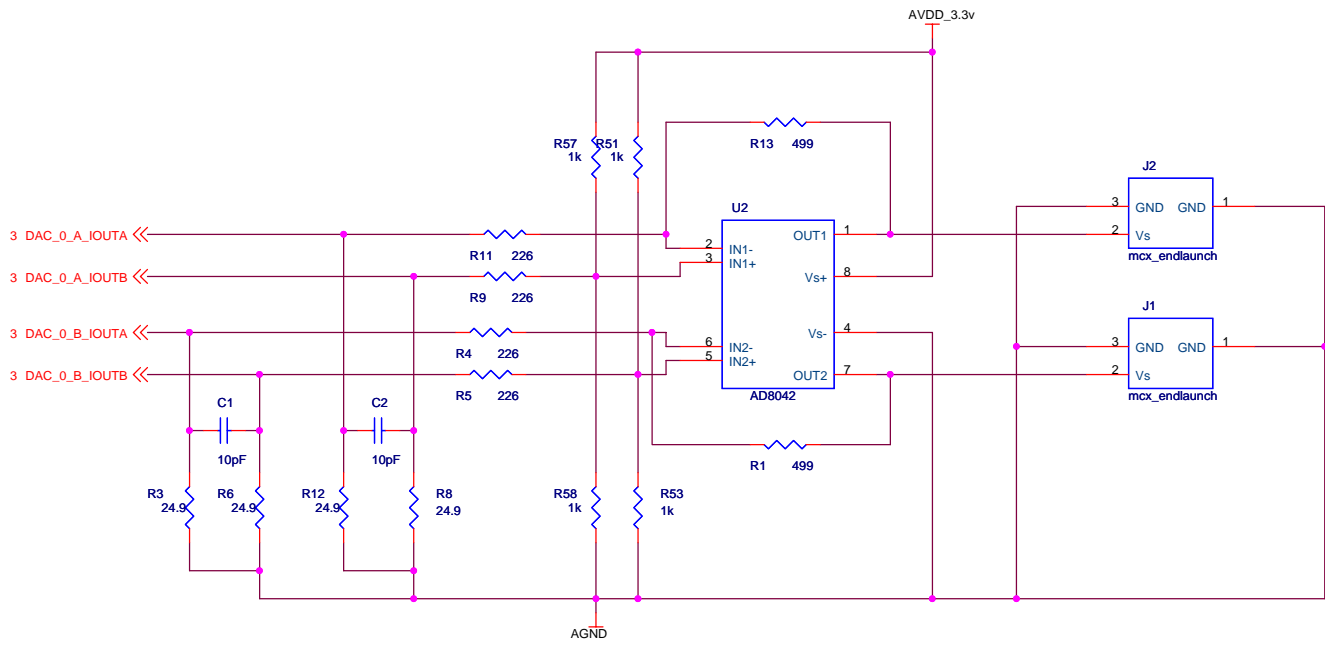 AVDD_3.3v
R57 R51
1k 1k
R13 499
J2
3 GND GND 1
2 Vs
mcx_endlaunch
U2
3 DAC_0_A_IOUTA
R11 226
2 IN1-
3 IN1+
OUT1 1
3 DAC_0_A_IOUTB
R9 226
Vs+ 8
J1
3 GND GND 1
2 Vs
mcx_endlaunch
3 DAC_0_B_IOUTA
R4 226
Vs- 4
6 IN2-
5 IN2+
3 DAC_0_B_IOUTB
R5 226
OUT2 7
AD8042
C1 C2
10pF 10pF
R1 499
R3 R6 R12 R8 R58 R53
24.9 24.9 24.9 24.9 1k 1k
AGND